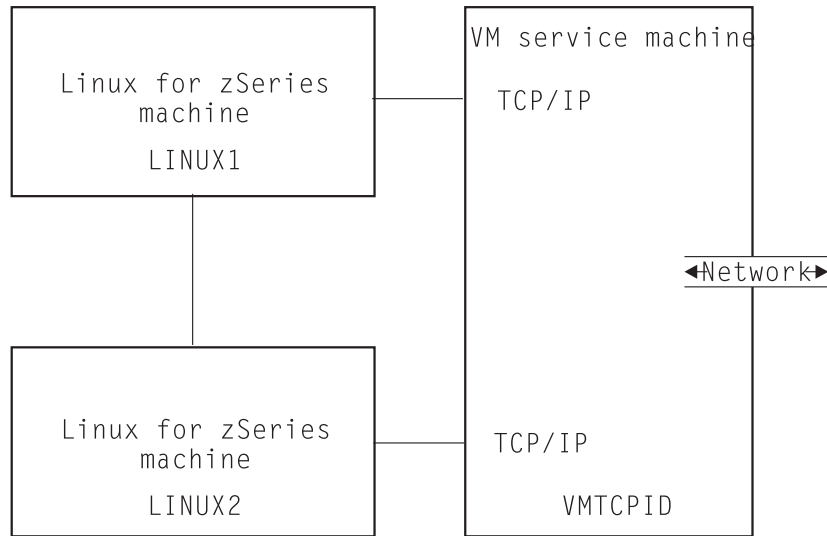 Linux for zSeries
machine
LINUX1
VM service machine
TCP/IP
Network
Linux for zSeries
machine
LINUX2
TCP/IP
VMTCPID